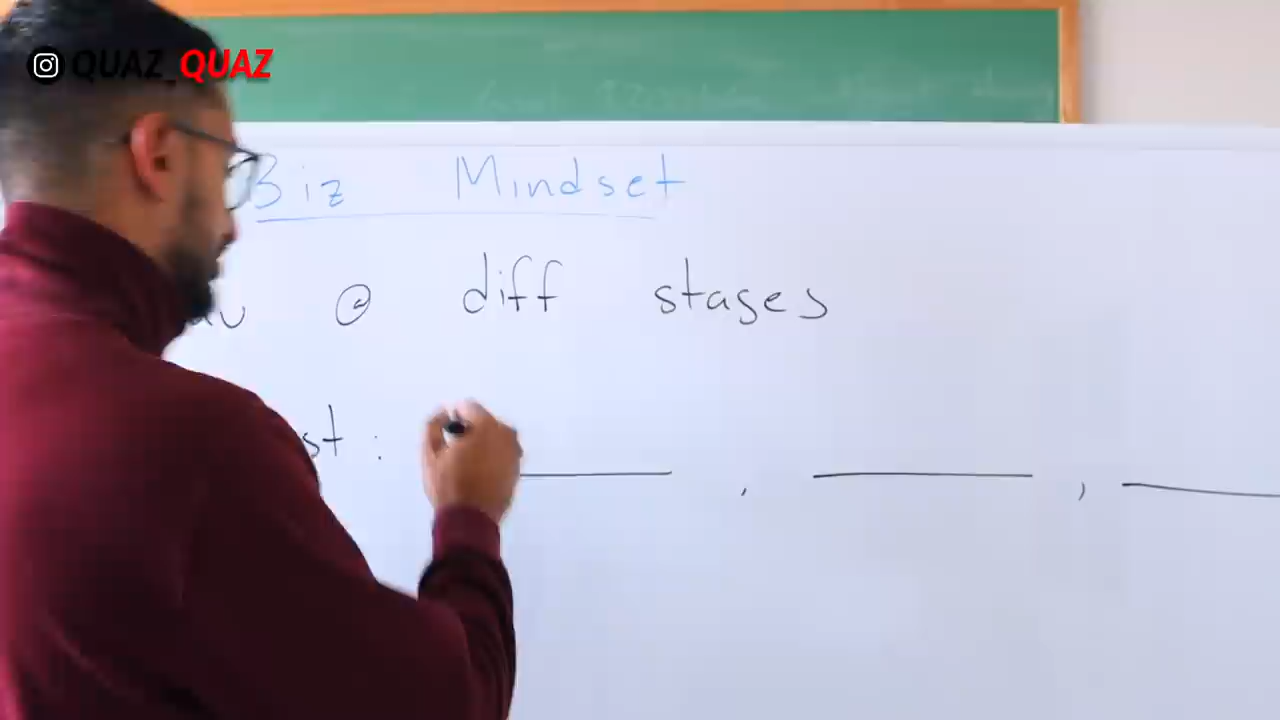 QUAZ_QUAZ
Biz Mindset
@ diff stages
st : , ,